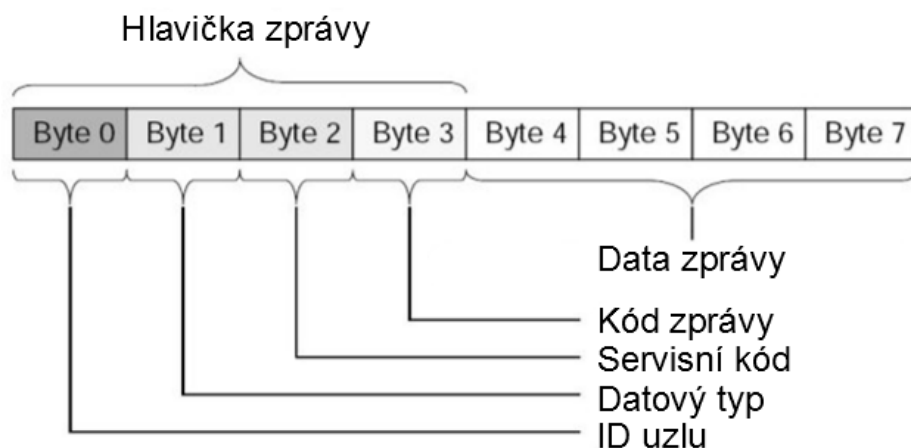 Hlavička zprávy
Byte 0 Byte 1 Byte 2 Byte 3 Byte 4 Byte 5 Byte 6 Byte 7
Data zprávy
Kód zprávy
Servisní kód
Datový typ
ID uzlu